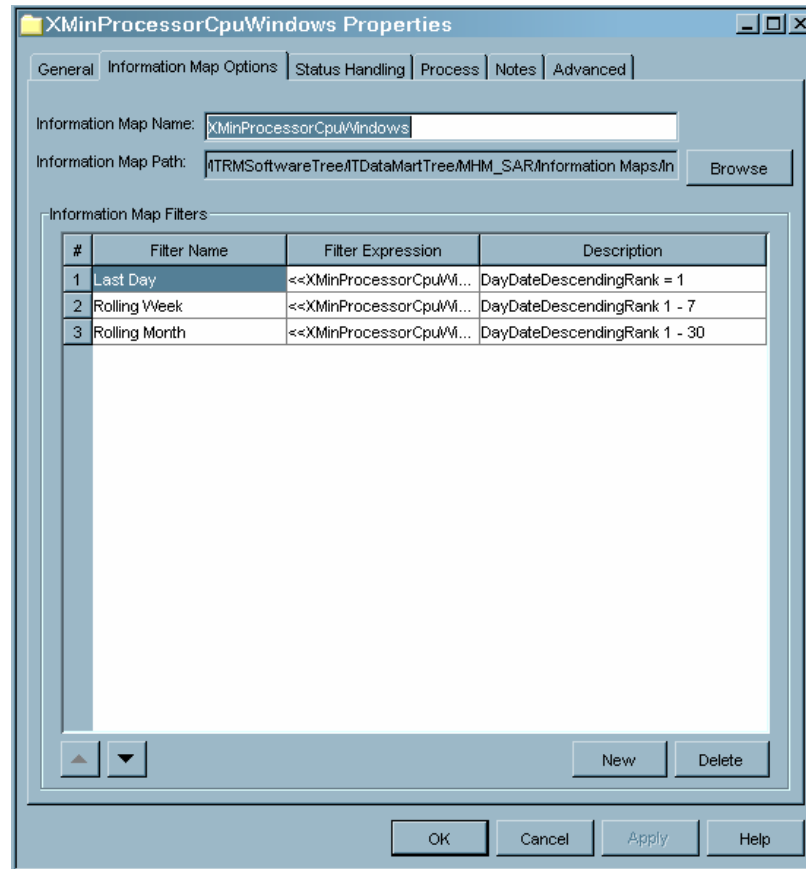 XMinProcessorCpuWindows Properties
General Information Map Options Status Handling Process Notes Advanced
Information Map Name: XMinProcessorCpuWindows
Information Map Path: /ITRMSoftwareTree/ITDataMartTree/MHM_SAR/Information Maps/In Browse
Information Map Filters
# Filter Name Filter Expression Description
1 Last Day <<XMinProcessorCpuWi... DayDateDescendingRank = 1
2 Rolling Week <<XMinProcessorCpuWi... DayDateDescendingRank 1 - 7
3 Rolling Month <<XMinProcessorCpuWi... DayDateDescendingRank 1 - 30
New Delete
OK Cancel Apply Help